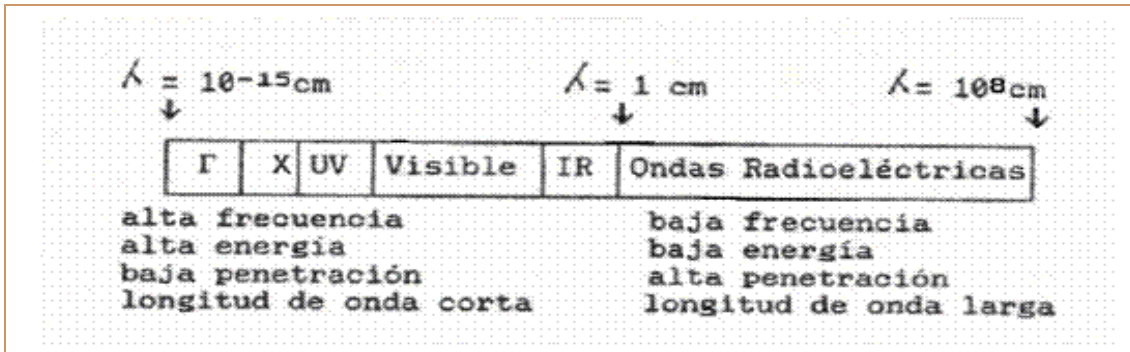 λ = 10-15cm λ= 1 cm λ= 108cm
Γ X UV Visible IR Ondas Radioeléctricas
alta frecuencia baja frecuencia
alta energía baja energía
baja penetración alta penetración
longitud de onda corta longitud de onda larga